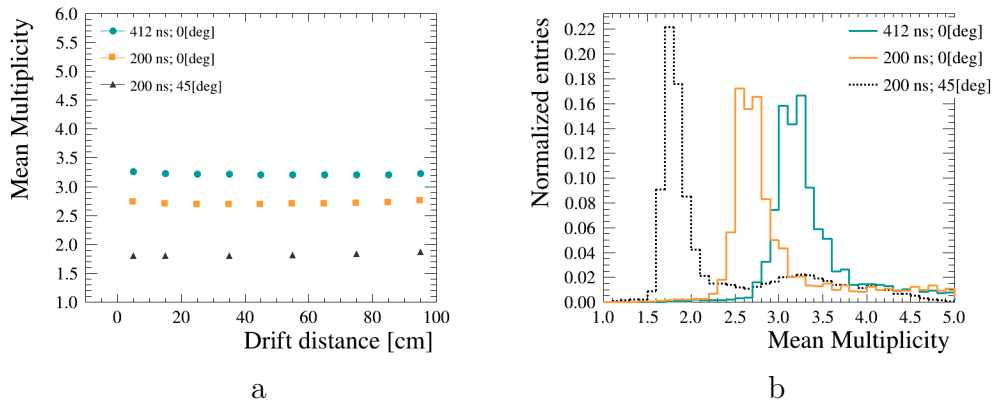 6.0
5.5
5.0
4.5
4.0
3.5
3.0
2.5
2.0
1.5
1.0
Mean Multiplicity
412 ns; 0[deg]
200 ns; 0[deg]
200 ns; 45[deg]
0 20 40 60 80 100
Drift distance [cm]
a
0.22
0.20
0.18
0.16
0.14
0.12
0.10
0.08
0.06
0.04
0.02
0.00
Normalized entries
412 ns; 0[deg]
200 ns; 0[deg]
200 ns; 45[deg]
1.0 1.5 2.0 2.5 3.0 3.5 4.0 4.5 5.0
Mean Multiplicity
b